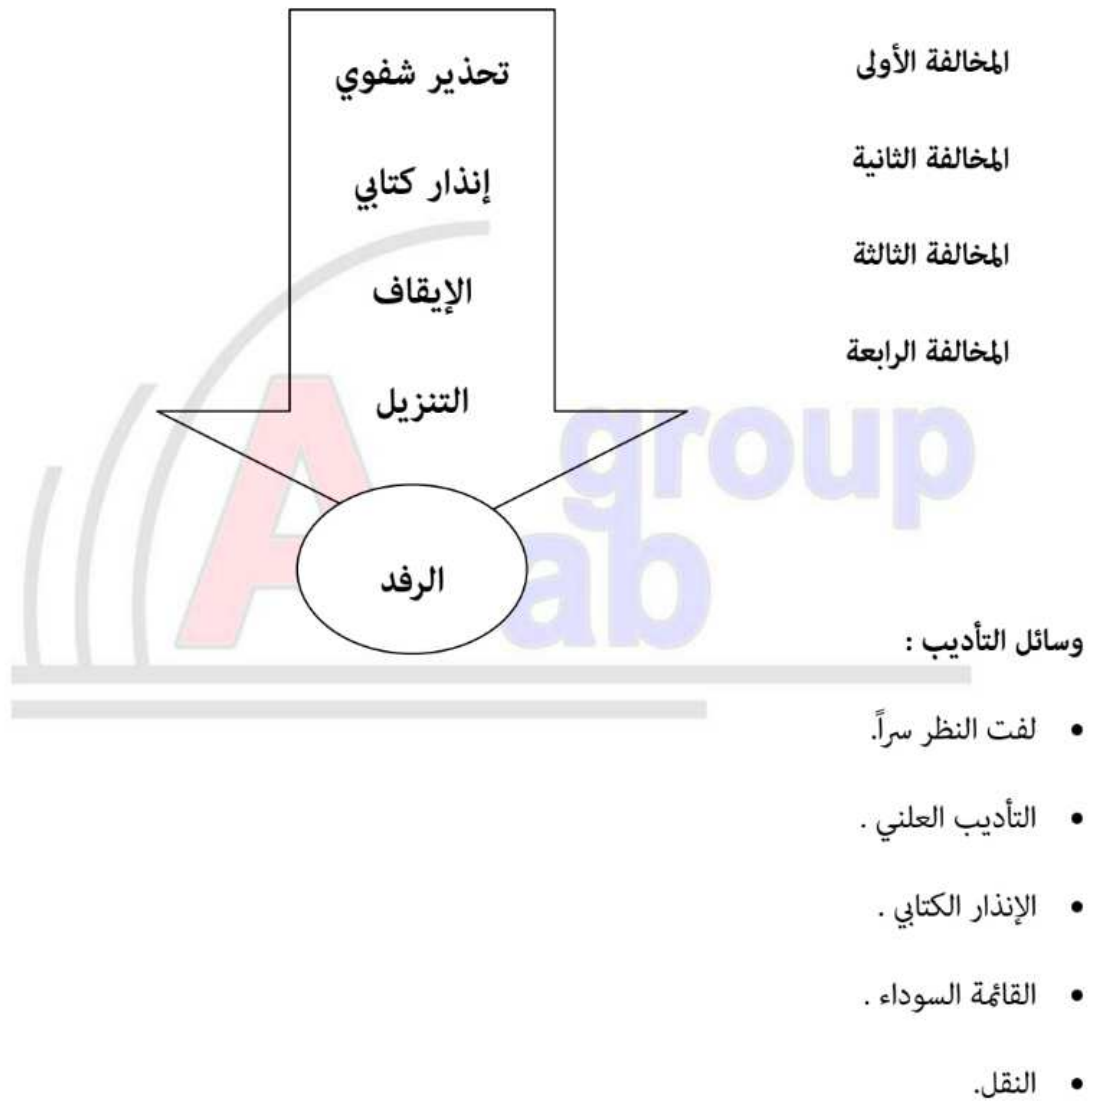 المخالفة الأولى
تحذير شفوي
المخالفة الثانية
إنذار كتابي
المخالفة الثالثة
الإيقاف
المخالفة الرابعة
التنزيل
group
A
ab
الرفد
وسائل التأديب :
• لفت النظر سراً.
• التأديب العلني .
• الإنذار الكتابي .
• القائمة السوداء .
• النقل.